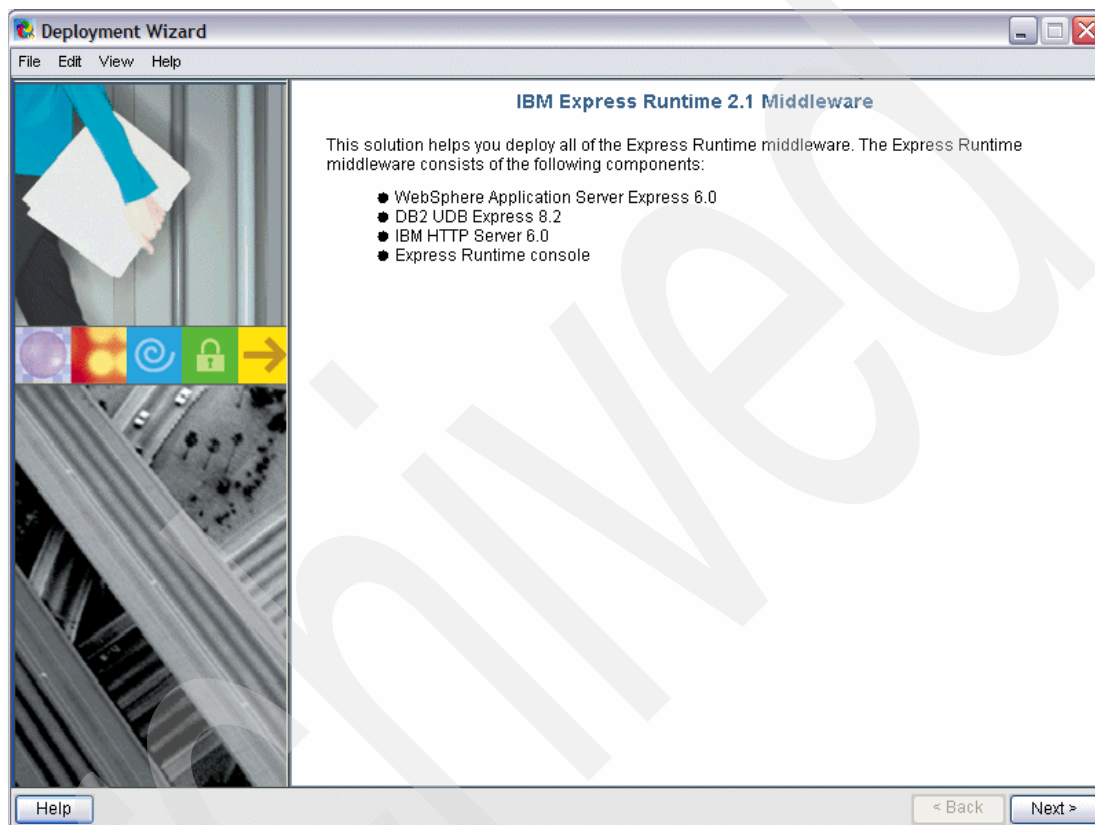 Deployment Wizard
File Edit View Help
IBM Express Runtime 2.1 Middleware
This solution helps you deploy all of the Express Runtime middleware. The Express Runtime
middleware consists of the following components:
WebSphere Application Server Express 6.0
DB2 UDB Express 8.2
IBM HTTP Server 6.0
Express Runtime console
Help
< Back
Next >